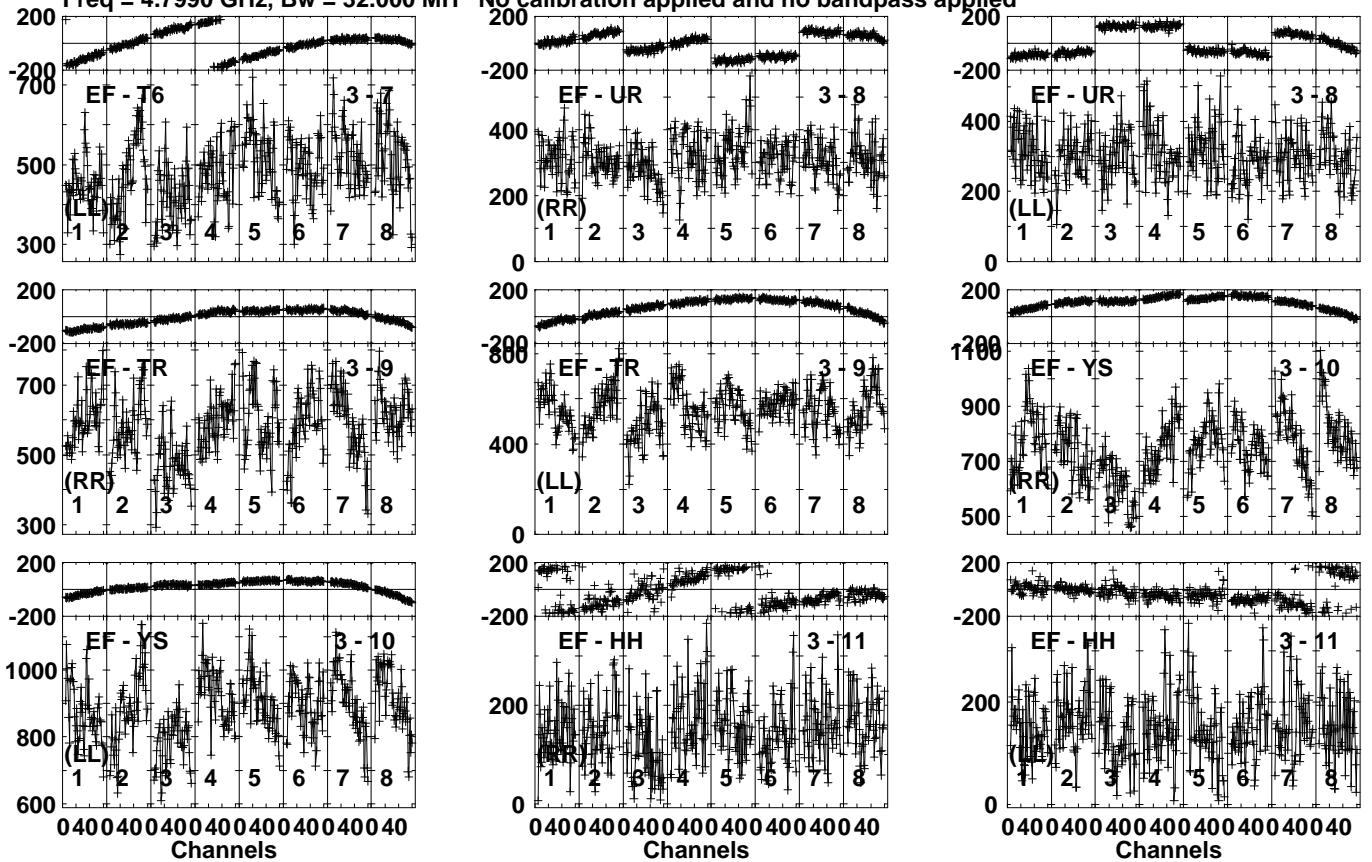 Freq = 4.7990 GHz, Bw = 32.000 MH No calibration applied and no bandpass applied
200
-200
700
500
300
EF - T6 3 - 7
(LL)
1 2 3 4 5 6 7 8
200
-200
400
200
0
EF - UR 3 - 8
(RR)
1 2 3 4 5 6 7 8
200
-200
400
200
0
EF - UR 3 - 8
(LL)
1 2 3 4 5 6 7 8
200
-200
700
500
300
EF - TR 3 - 9
(RR)
1 2 3 4 5 6 7 8
200
-200
800
400
0
EF - TR 3 - 9
(LL)
1 2 3 4 5 6 7 8
200
-200
1100
900
700
500
EF - YS 3 - 10
(RR)
1 2 3 4 5 6 7 8
200
-200
1000
800
600
EF - YS 3 - 10
(LL)
1 2 3 4 5 6 7 8
0 40 0 40 0 40 0 40 0 40 0 40 0 40 0 40
Channels
200
-200
200
0
EF - HH 3 - 11
(RR)
1 2 3 4 5 6 7 8
0 40 0 40 0 40 0 40 0 40 0 40 0 40 0 40
Channels
200
-200
200
0
EF - HH 3 - 11
(LL)
1 2 3 4 5 6 7 8
0 40 0 40 0 40 0 40 0 40 0 40 0 40 0 40
Channels